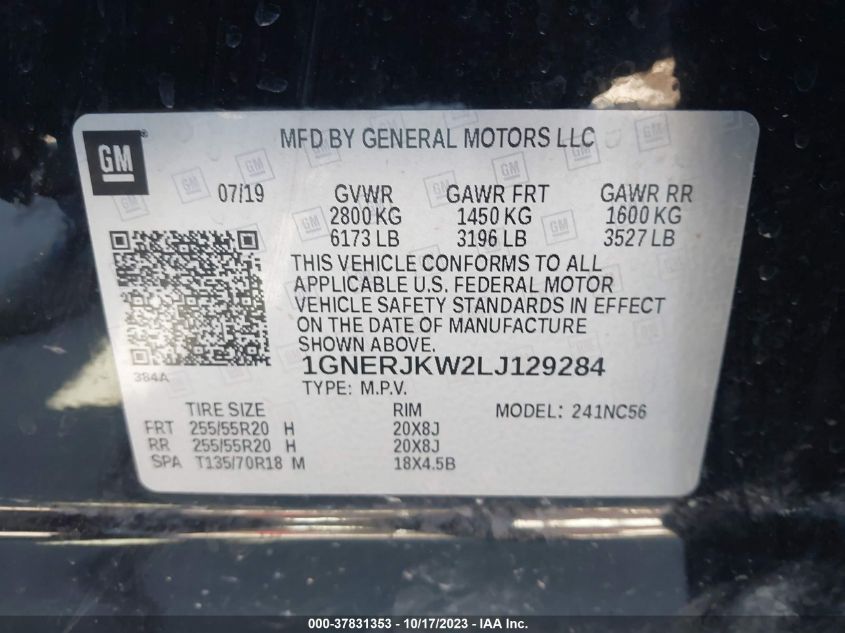 GM
®
MFD BY GENERAL MOTORS LLC
07/19 GVWR GAWR FRT GAWR RR
2800 KG 1450 KG 1600 KG
6173 LB 3196 LB 3527 LB
THIS VEHICLE CONFORMS TO ALL
APPLICABLE U.S. FEDERAL MOTOR
VEHICLE SAFETY STANDARDS IN EFFECT
ON THE DATE OF MANUFACTURE
SHOWN ABOVE.
384A
1GNERJKW2LJ129284
TYPE: M.P.V.
TIRE SIZE RIM MODEL: 241NC56
FRT 255/55R20 H 20X8J
RR 255/55R20 H 20X8J
SPA T135/70R18 M 18X4.5B
000-37831353 - 10/17/2023 - IAA Inc.